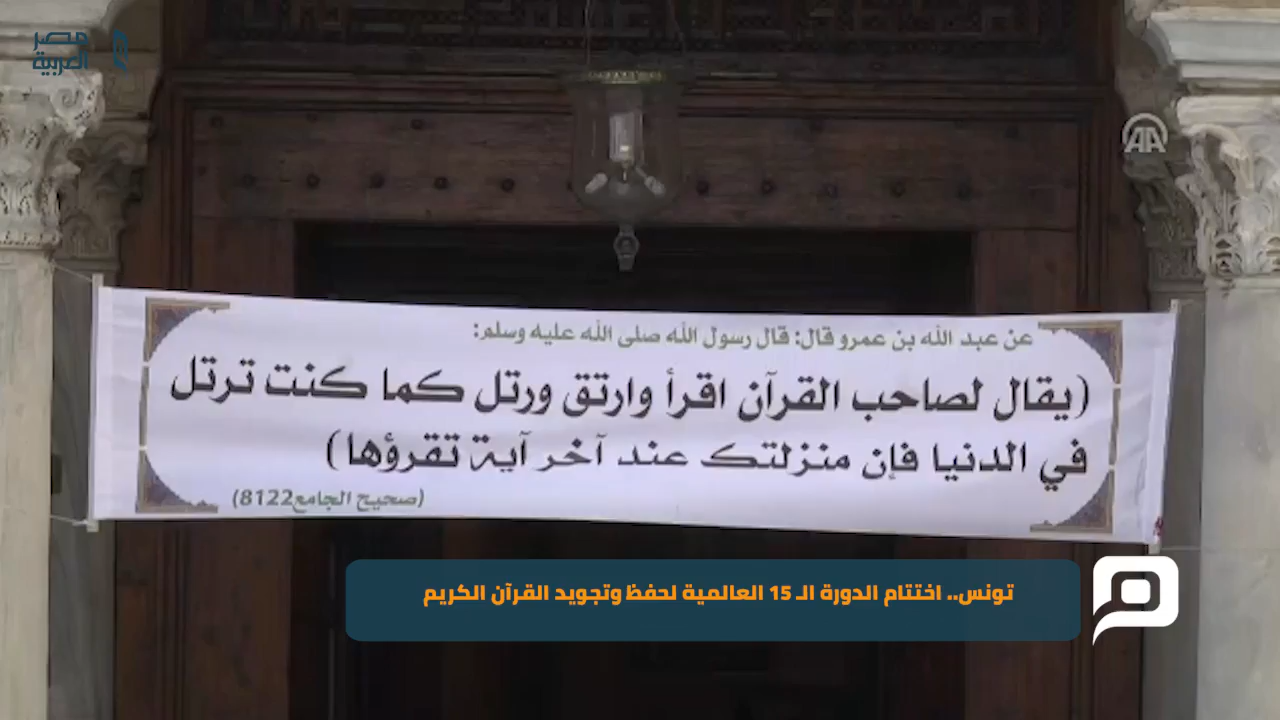 مصر
العربية
AA
عن عبد الله بن عمرو قال: قال رسول الله صلى الله عليه وسلم:
(يقال لصاحب القرآن اقرأ وارتق ورتل كما كنت ترتل
في الدنيا فإن منزلتك عند آخر آية تقرؤها)
(صحيح الجامع8122)
تونس.. اختتام الدورة الـ 15 العالمية لحفظ وتجويد القرآن الكريم